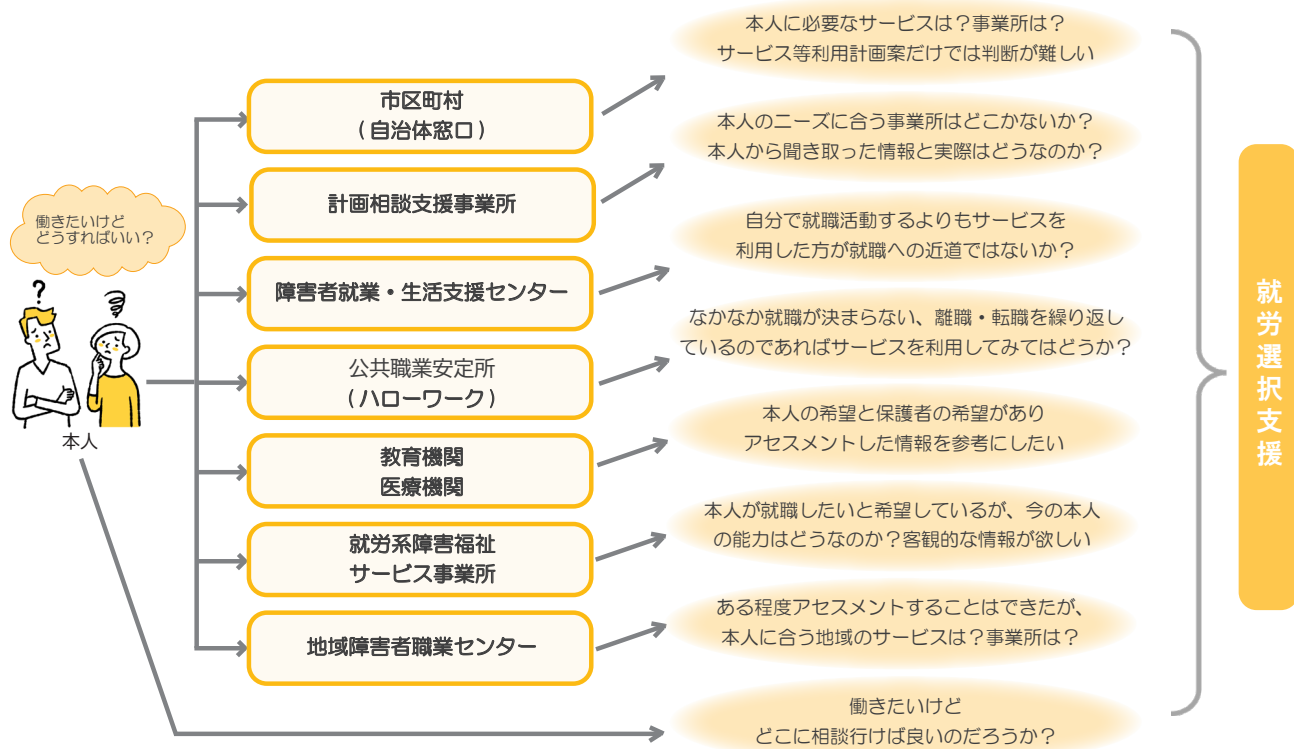 働きたいけど
どうすればいい？
?
本人
市区町村
（自治体窓口）
計画相談支援事業所
障害者就業・生活支援センター
公共職業安定所
（ハローワーク）
教育機関
医療機関
就労系障害福祉
サービス事業所
地域障害者職業センター
本人に必要なサービスは？事業所は？
サービス等利用計画案だけでは判断が難しい
本人のニーズに合う事業所はどこかないか？
本人から聞き取った情報と実際はどうなのか？
自分で就職活動するよりもサービスを
利用した方が就職への近道ではないか？
なかなか就職が決まらない、離職・転職を繰り返し
ているのであればサービスを利用してみてはどうか？
本人の希望と保護者の希望があり
アセスメントした情報を参考にしたい
本人が就職したいと希望しているが、今の本人
の能力はどうなのか？客観的な情報が欲しい
ある程度アセスメントすることはできたが、
本人に合う地域のサービスは？事業所は？
働きたいけど
どこに相談行けば良いのだろうか？
就労選択支援